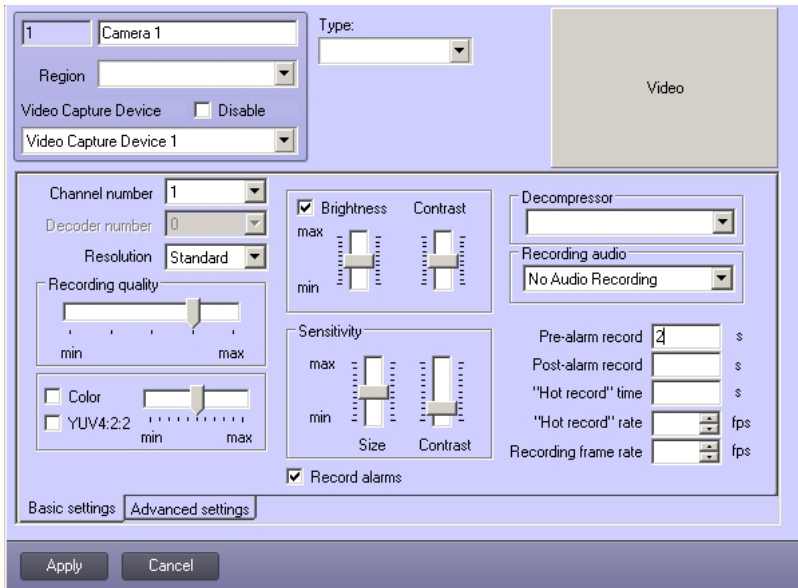 1
Camera 1
Type:
Region
Video Capture Device
Disable
Video Capture Device 1
Video
Channel number
1
Decoder number
0
Resolution
Standard
Recording quality
min
max
Color
YUV4:2:2
min
max
Brightness
Contrast
max
min
Sensitivity
max
min
Size
Contrast
Record alarms
Decompressor
Recording audio
No Audio Recording
Pre-alarm record
2
s
Post-alarm record
s
"Hot record" time
s
"Hot record" rate
fps
Recording frame rate
fps
Basic settings
Advanced settings
Apply
Cancel